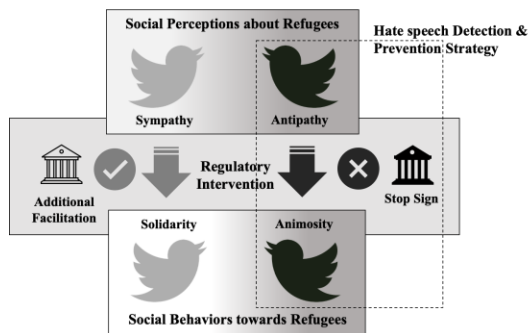 Social Perceptions about Refugees
Hate speech Detection &
Prevention Strategy
Sympathy
Antipathy
Regulatory
Intervention
Additional
Facilitation
Stop Sign
Solidarity
Animosity
Social Behaviors towards Refugees